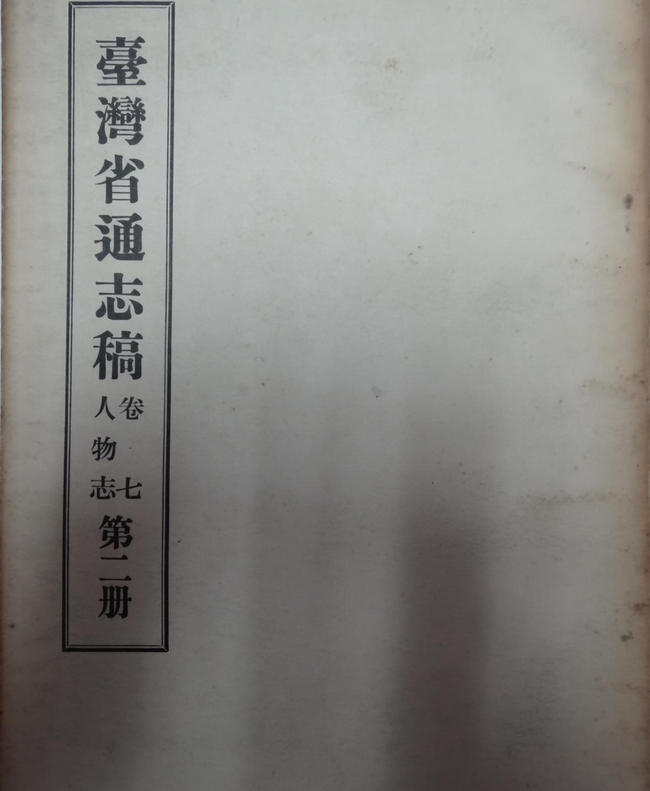 臺灣省通志稿
卷七
人物志
第二册